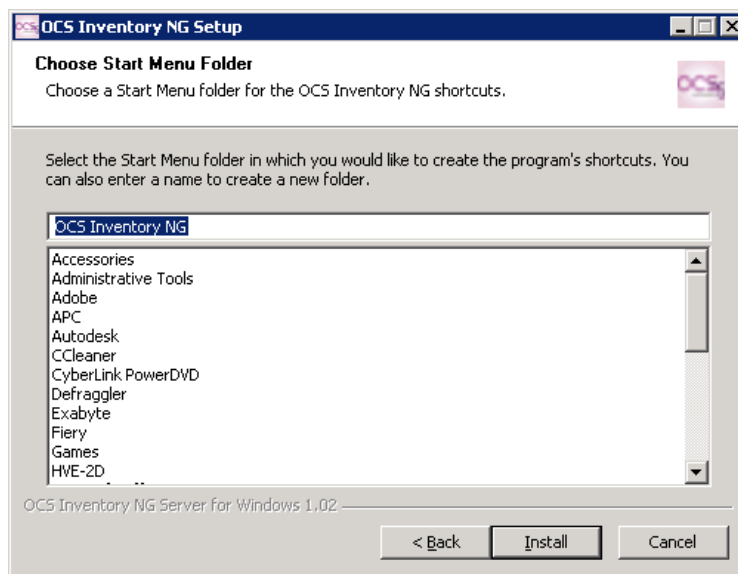 OCS Inventory NG Setup
Choose Start Menu Folder
Choose a Start Menu folder for the OCS Inventory NG shortcuts.
OCSng
Select the Start Menu folder in which you would like to create the program's shortcuts. You
can also enter a name to create a new folder.
OCS Inventory NG
Accessories
Administrative Tools
Adobe
APC
Autodesk
CCleaner
CyberLink PowerDVD
Defraggler
Exabyte
Fiery
Games
HVE-2D
OCS Inventory NG Server for Windows 1.02
< Back
Install
Cancel